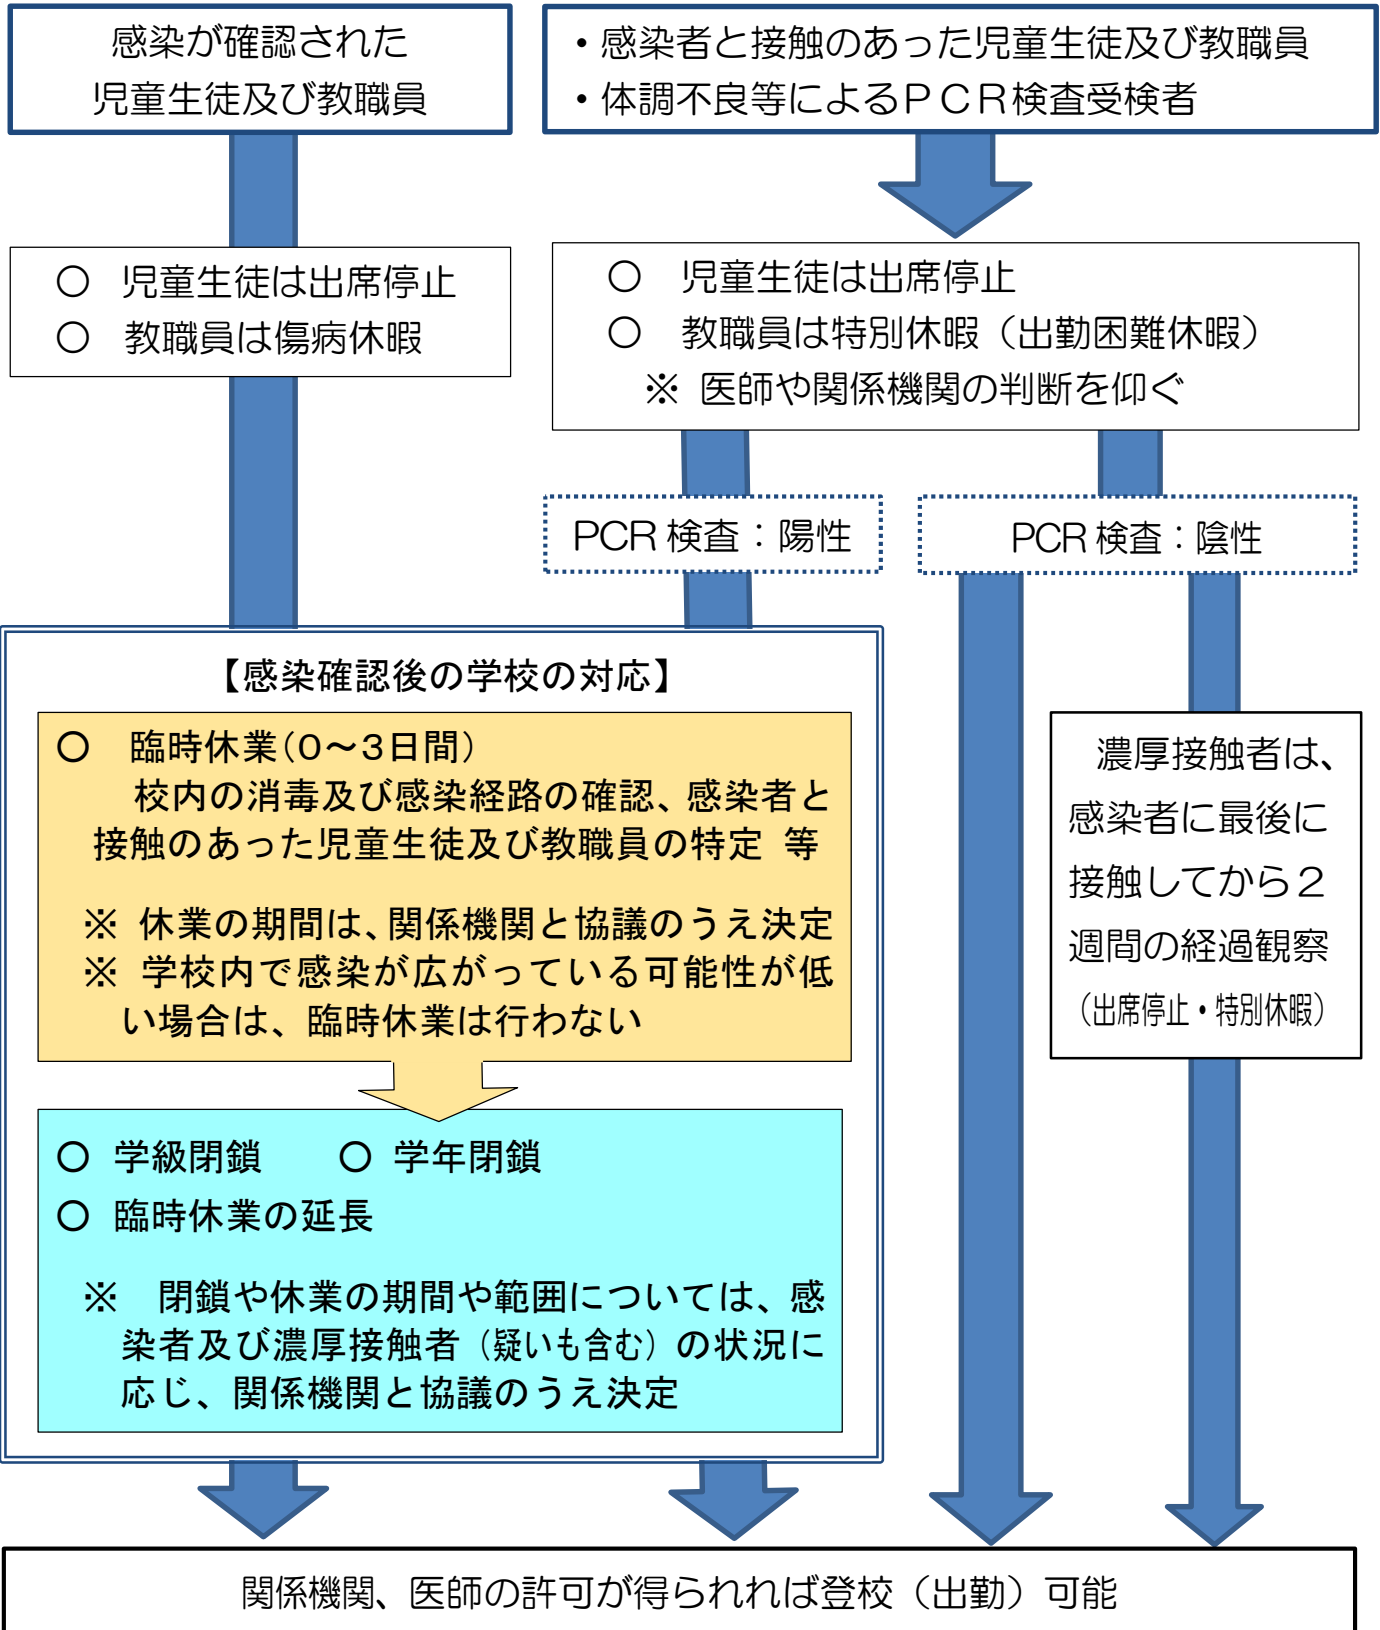 感染が確認された
児童生徒及び教職員
・感染者と接触のあった児童生徒及び教職員
・体調不良等によるＰＣＲ検査受検者
○　児童生徒は出席停止
○　教職員は傷病休暇
○　児童生徒は出席停止
○　教職員は特別休暇（出勤困難休暇）
※ 医師や関係機関の判断を仰ぐ
PCR 検査：陽性
PCR 検査：陰性
【感染確認後の学校の対応】
○　臨時休業（０～３日間）
校内の消毒及び感染経路の確認、感染者と
接触のあった児童生徒及び教職員の特定 等
※ 休業の期間は、関係機関と協議のうえ決定
※ 学校内で感染が広がっている可能性が低
い場合は、臨時休業は行わない
○ 学級閉鎖　　○ 学年閉鎖
○ 臨時休業の延長
※　閉鎖や休業の期間や範囲については、感
染者及び濃厚接触者（疑いも含む）の状況に
応じ、関係機関と協議のうえ決定
濃厚接触者は、
感染者に最後に
接触してから２
週間の経過観察
（出席停止・特別休暇）
関係機関、医師の許可が得られれば登校（出勤）可能